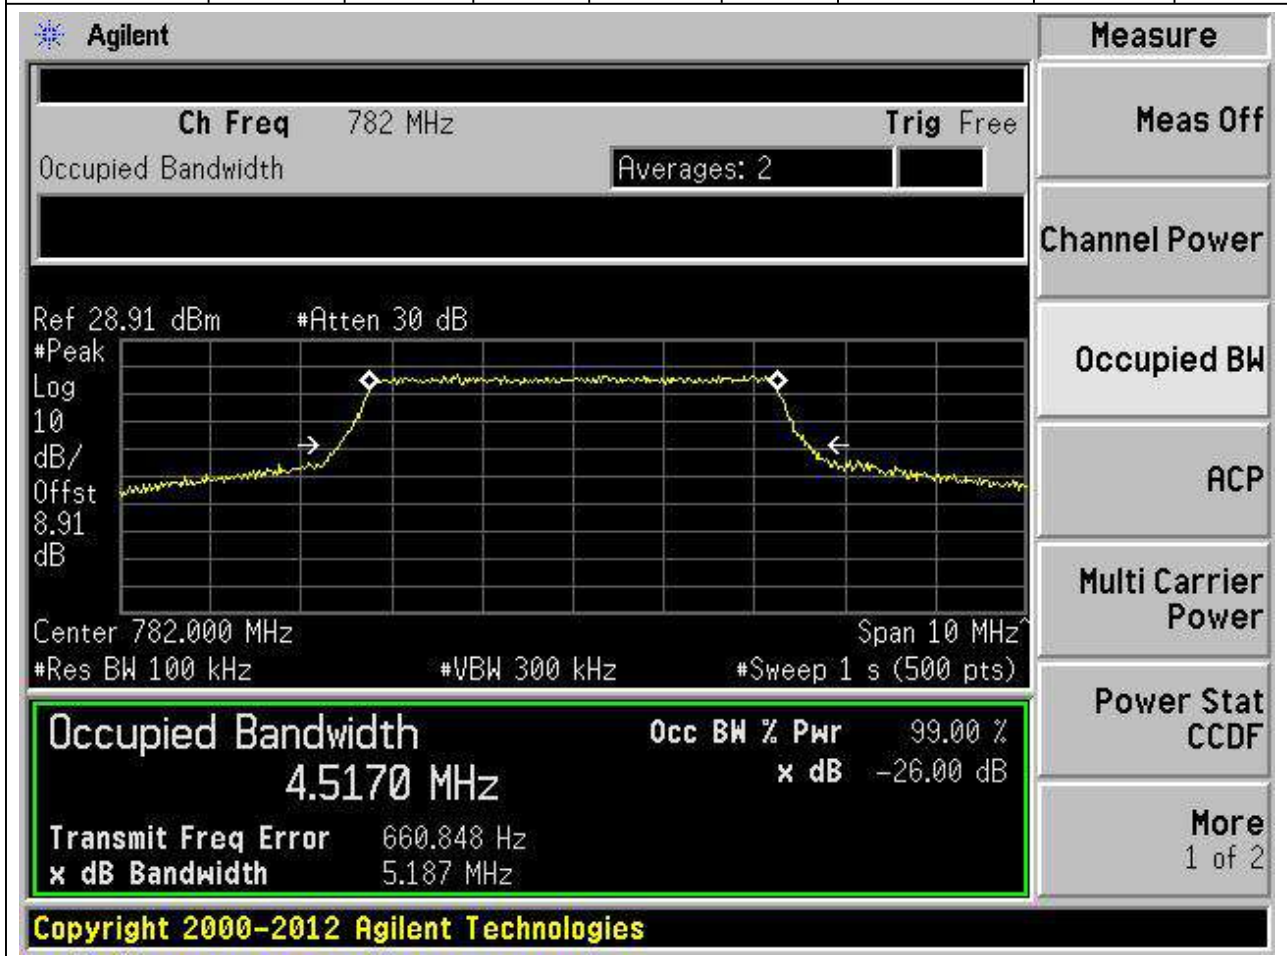 Agilent
Measure
Ch Freq 782 MHz Trig Free
Occupied Bandwidth Averages: 2
Meas Off
Channel Power
Occupied BW
ACP
Multi Carrier
Power
Power Stat
CCDF
More
1 of 2
Ref 28.91 dBm #Atten 30 dB
#Peak
Log
10
dB/
Offst
8.91
dB
Center 782.000 MHz Span 10 MHz^
#Res BW 100 kHz #VBW 300 kHz #Sweep 1 s (500 pts)
Occupied Bandwidth Occ BW % Pwr 99.00 %
4.5170 MHz x dB -26.00 dB
Transmit Freq Error 660.848 Hz
x dB Bandwidth 5.187 MHz
Copyright 2000-2012 Agilent Technologies